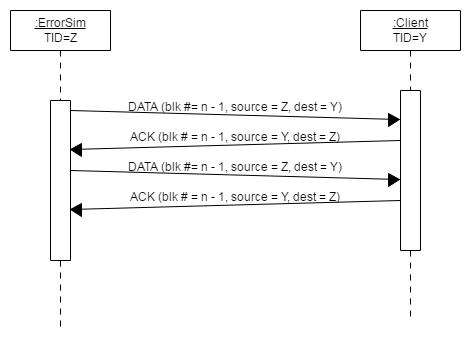 :ErrorSim
TID=Z
:Client
TID=Y
DATA (blk #= n - 1, source = Z, dest = Y)
ACK (blk # = n - 1, source = Y, dest = Z)
DATA (blk #= n - 1, source = Z, dest = Y)
ACK (blk # = n - 1, source = Y, dest = Z)